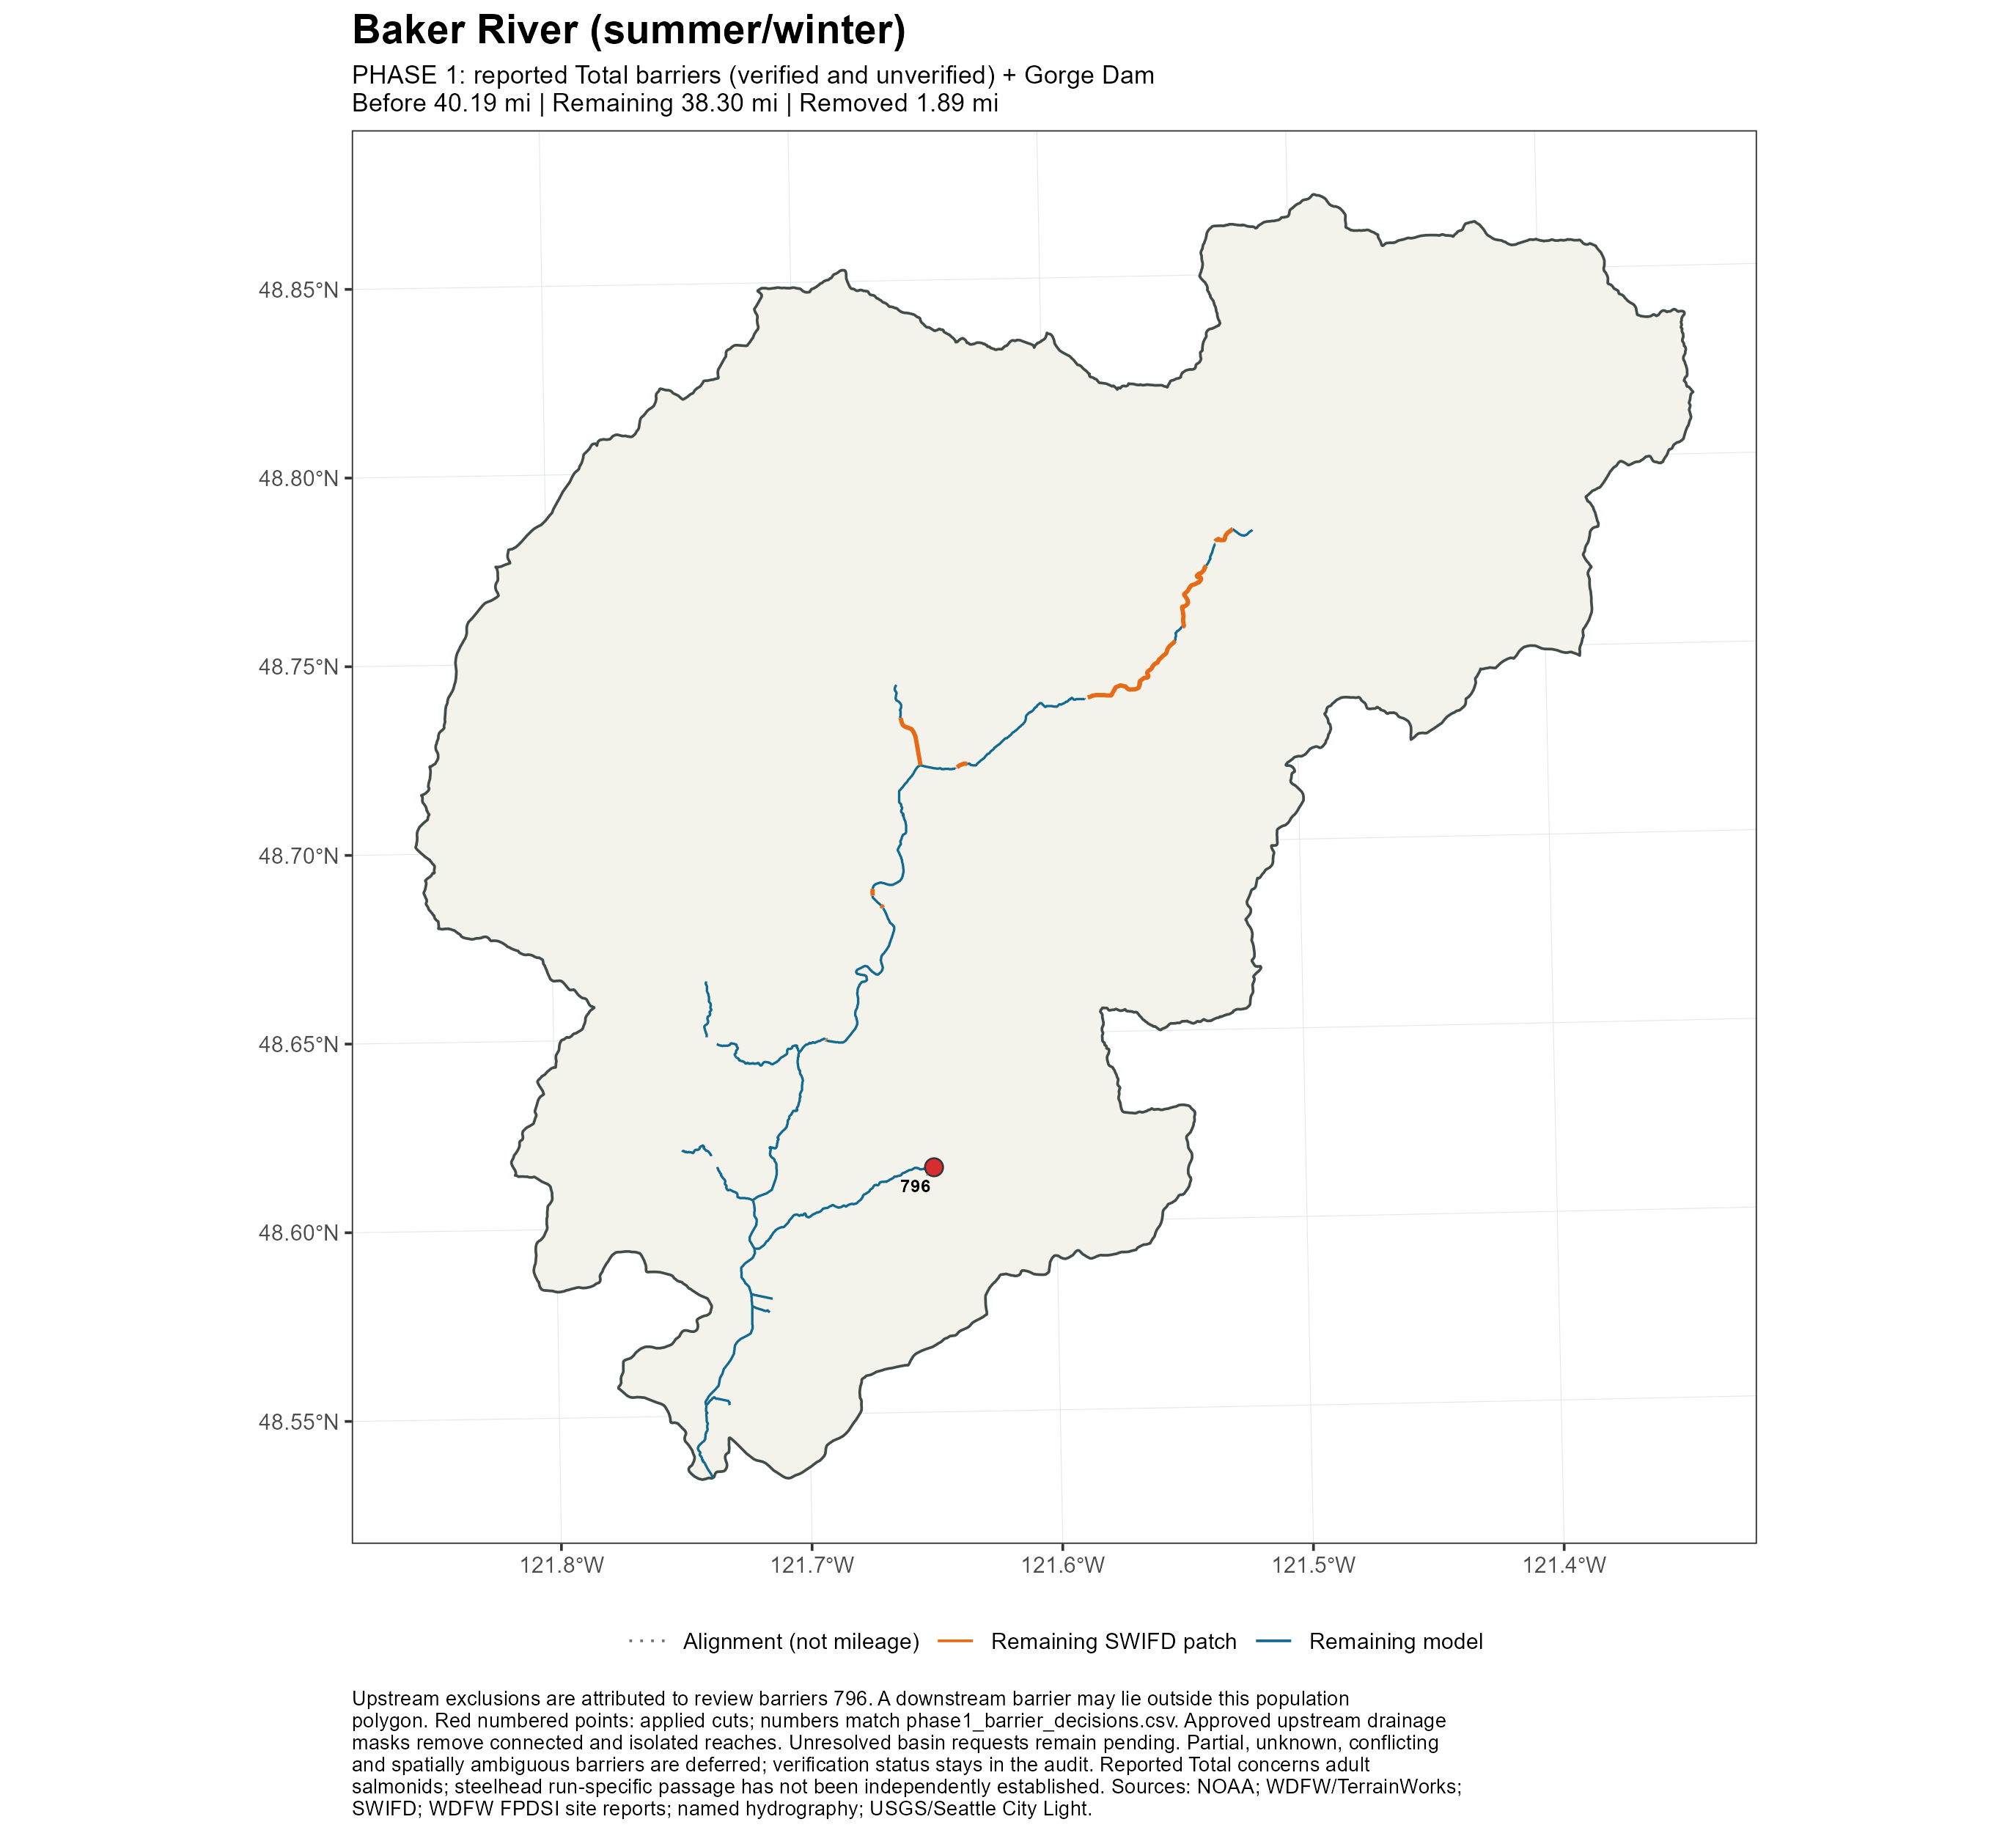 Baker River (summer/winter)
PHASE 1: reported Total barriers (verified and unverified) + Gorge Dam
Before 40.19 mi | Remaining 38.30 mi | Removed 1.89 mi
48.85°N
48.80°N
48.75°N
48.70°N
48.65°N
48.60°N
48.55°N
796
121.8°W 121.7°W 121.6°W 121.5°W 121.4°W
Alignment (not mileage) Remaining SWIFD patch Remaining model
Upstream exclusions are attributed to review barriers 796. A downstream barrier may lie outside this population
polygon. Red numbered points: applied cuts; numbers match phase1_barrier_decisions.csv. Approved upstream drainage
masks remove connected and isolated reaches. Unresolved basin requests remain pending. Partial, unknown, conflicting
and spatially ambiguous barriers are deferred; verification status stays in the audit. Reported Total concerns adult
salmonids; steelhead run-specific passage has not been independently established. Sources: NOAA; WDFW/TerrainWorks;
SWIFD; WDFW FPDSI site reports; named hydrography; USGS/Seattle City Light.